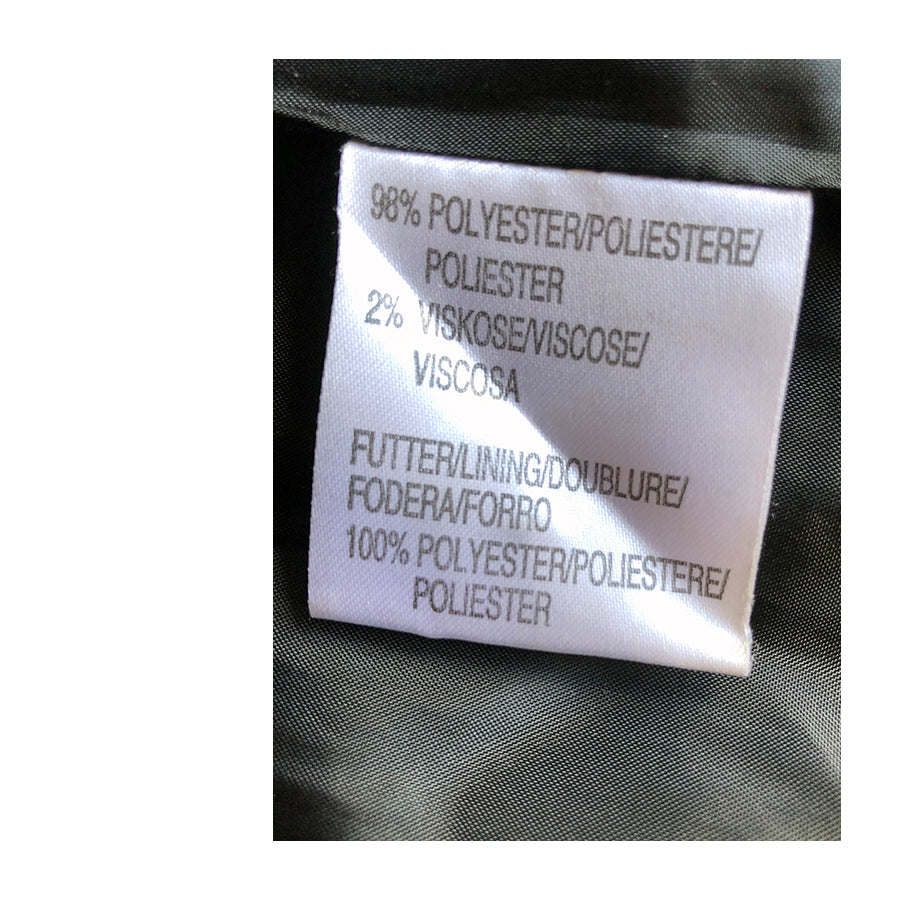 98% POLYESTER/POLIESTERE/
POLIESTER
2% VISKOSE/VISCOSE/
VISCOSA
FUTTER/LINING/DOUBLURE/
FODERA/FORRO
100% POLYESTER/POLIESTERE/
POLIESTER